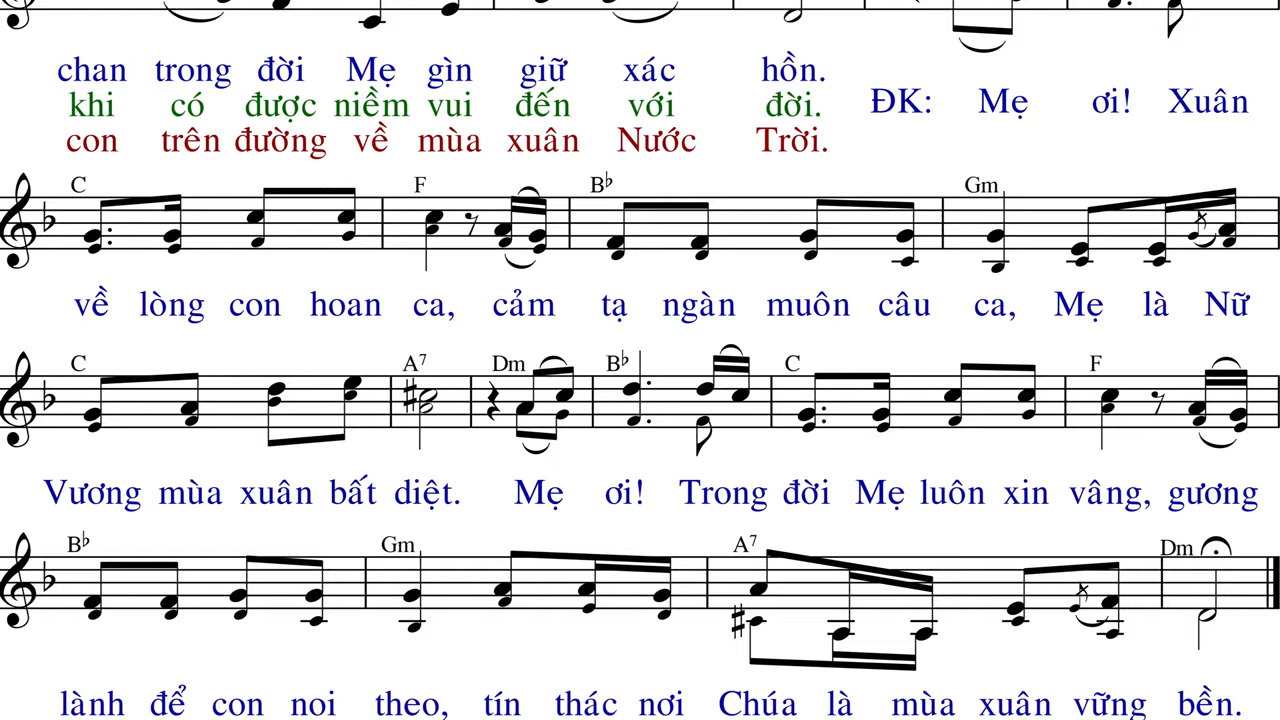 chan trong đời Mẹ gìn giữ xác hồn.
khi có được niềm vui đến với đời.
con trên đường về mùa xuân Nước Trời.
ĐK: Mẹ ơi! Xuân
C F B♭ Gm
về lòng con hoan ca, cảm tạ ngàn muôn câu ca, Mẹ là Nữ
C A7 Dm B♭ C F
Vương mùa xuân bất diệt. Mẹ ơi! Trong đời Mẹ luôn xin vâng, gương
B♭ Gm A7 Dm
lành để con noi theo, tín thác nơi Chúa là mùa xuân vững bền.